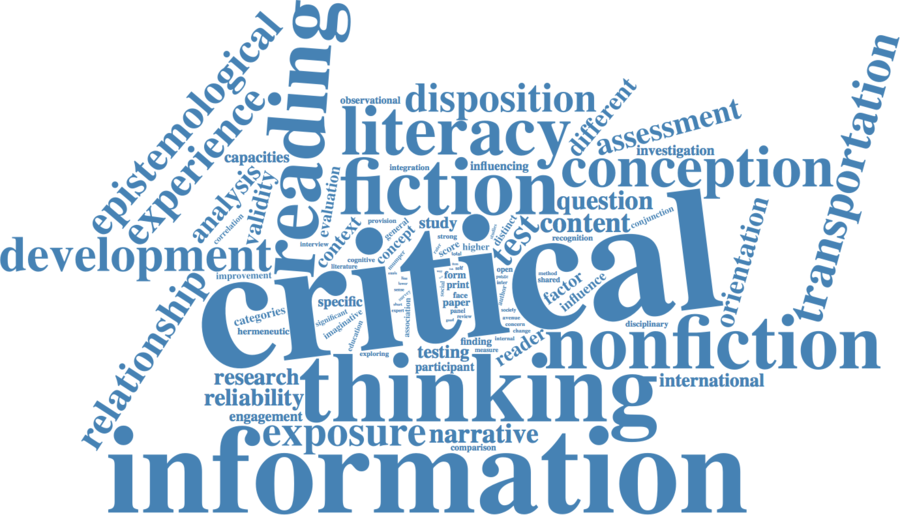 reading
epistemological
experience
observational
disposition
different
transportation
literacy
assessment
capacities
integration
influencing
investigation
conception
analysis
validity
evaluation
fiction
question
correlation
provision
general
study
distinct
content
conjunction
orientation
context
concept
strong
test
recognition
interview
development
cognitive
literature
score
higher
improvement
critical
form
self
open
method
shared
print
factor
influence
relationship
categories
specific
face
paper
panel
review
author
society
hermeneutic
significant
imaginative
association
education
disciplinary
concern
change
internal
reader
finding
measure
nonfiction
exploring
testing
participant
research
thinking
international
reliability
engagement
exposure
narrative
comparison
information